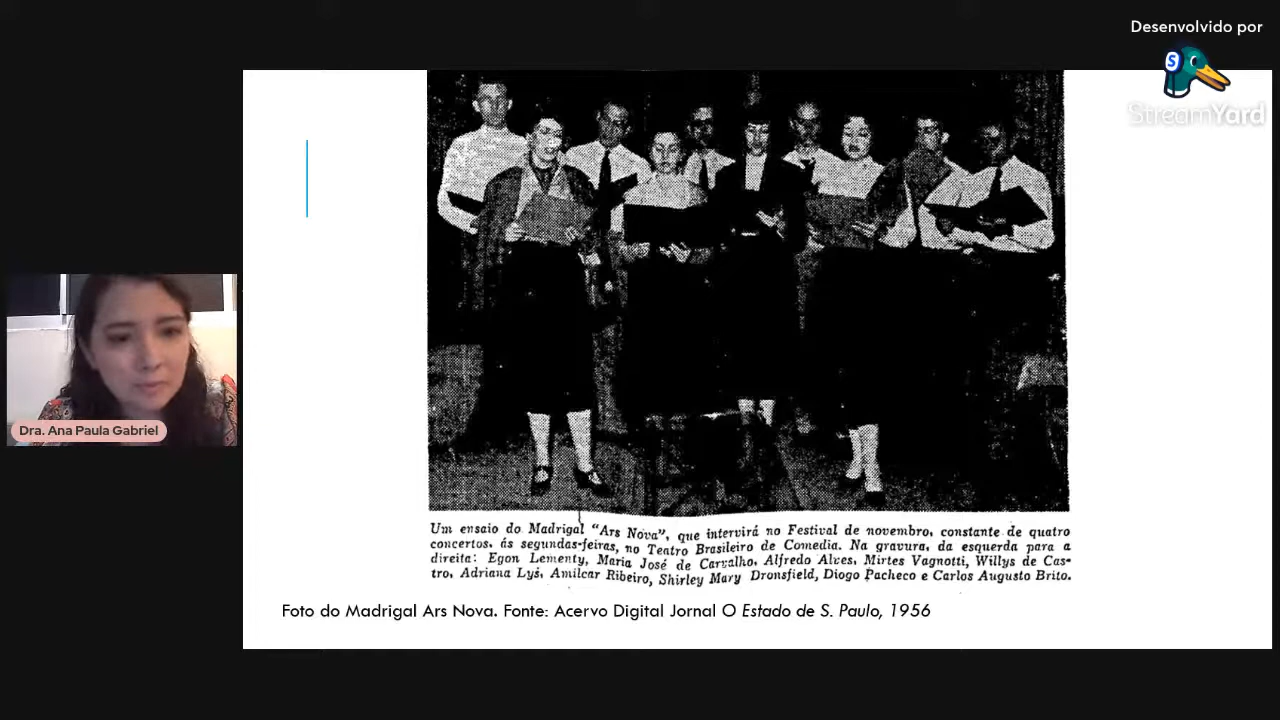 Desenvolvido por
StreamYard
Dra. Ana Paula Gabriel
Um ensaio do Madrigal "Ars Nova", que intervirá no Festival de novembro, constante de quatro
concertos, ás segundas-feiras, no Teatro Brasileiro de Comedia. Na gravura, da esquerda para a
direita: Egon Lementy, Maria José de Carvalho, Alfredo Alves, Mirtes Vagnotti, Willys de Cas-
tro, Adriana Lyš, Amilcar Ribeiro, Shirley Mary Dronsfield, Diogo Pacheco e Carlos Augusto Brito.
Foto do Madrigal Ars Nova. Fonte: Acervo Digital Jornal O Estado de S. Paulo, 1956